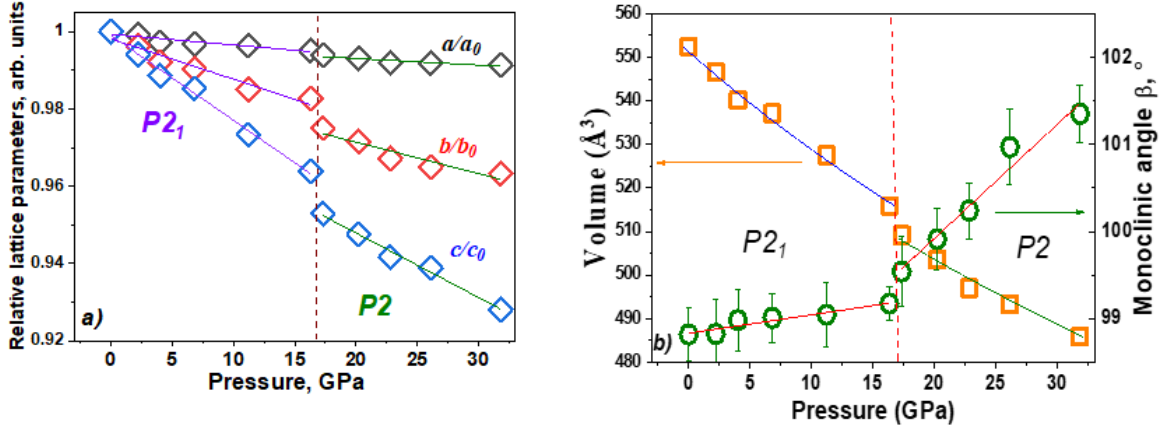 Relative lattice parameters, arb. units
1
0.98
0.96
0.94
0.92
a/a0
b/b0
c/c0
P21
P2
a)
0 5 10 15 20 25 30
Pressure, GPa
Volume (Å3)
560
550
540
530
520
510
500
490
480
P21
P2
b)
102
101
100
99
Monoclinic angle β, °
0 5 10 15 20 25 30
Pressure (GPa)